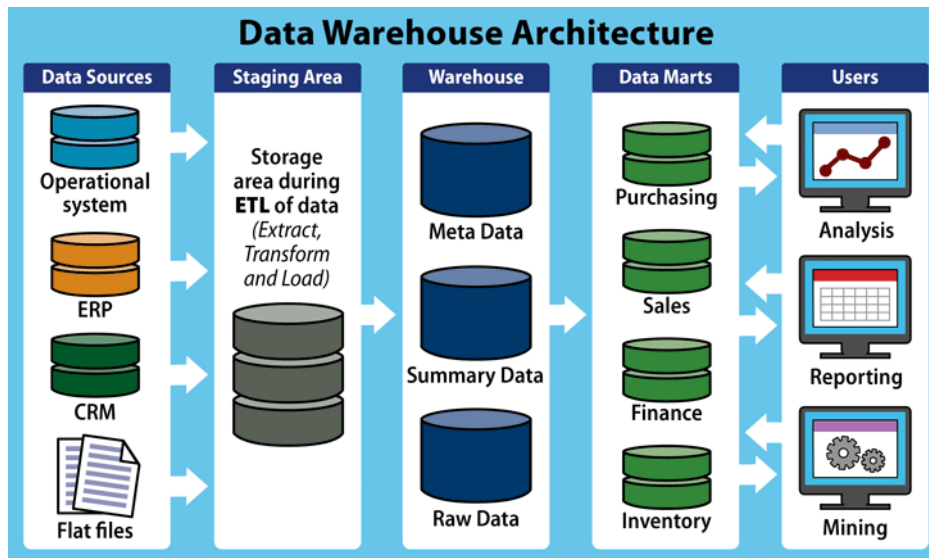 Data Warehouse Architecture
Data Sources
Operational
system
ERP
CRM
Flat files
Staging Area
Storage
area during
ETL of data
(Extract,
Transform
and Load)
Warehouse
Meta Data
Summary Data
Raw Data
Data Marts
Purchasing
Sales
Finance
Inventory
Users
Analysis
Reporting
Mining